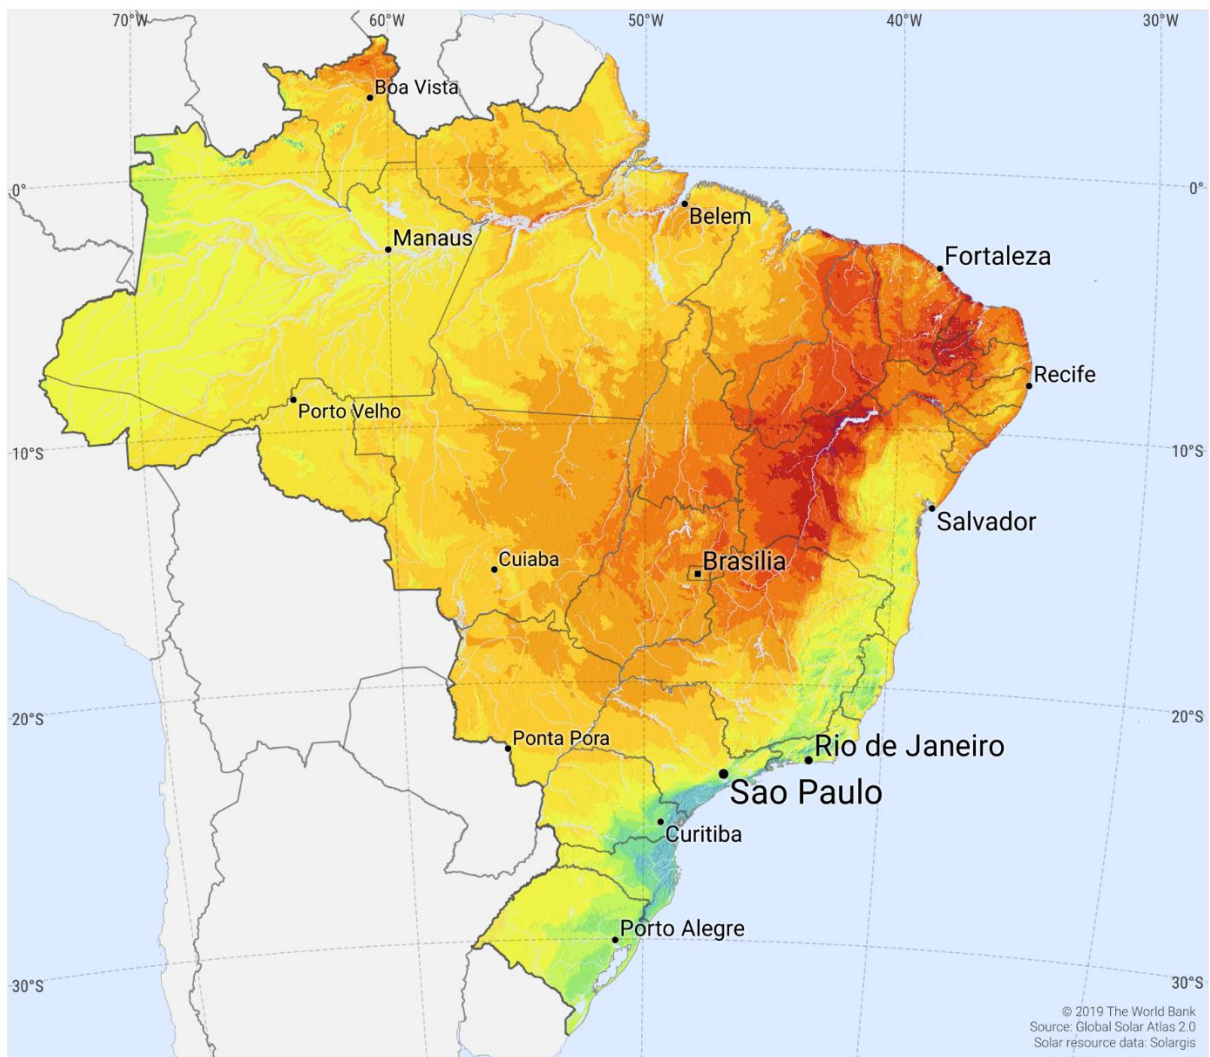 70°W
60°W
50°W
40°W
30°W
Boa Vista
0°
0°
Belem
Manaus
Fortaleza
Recife
Porto Velho
10°S
10°S
Salvador
Cuiaba
Brasilia
20°S
20°S
Ponta Pora
Rio de Janeiro
Sao Paulo
Curitiba
Porto Alegre
30°S
30°S
© 2019 The World Bank
Source: Global Solar Atlas 2.0
Solar resource data: Solargis